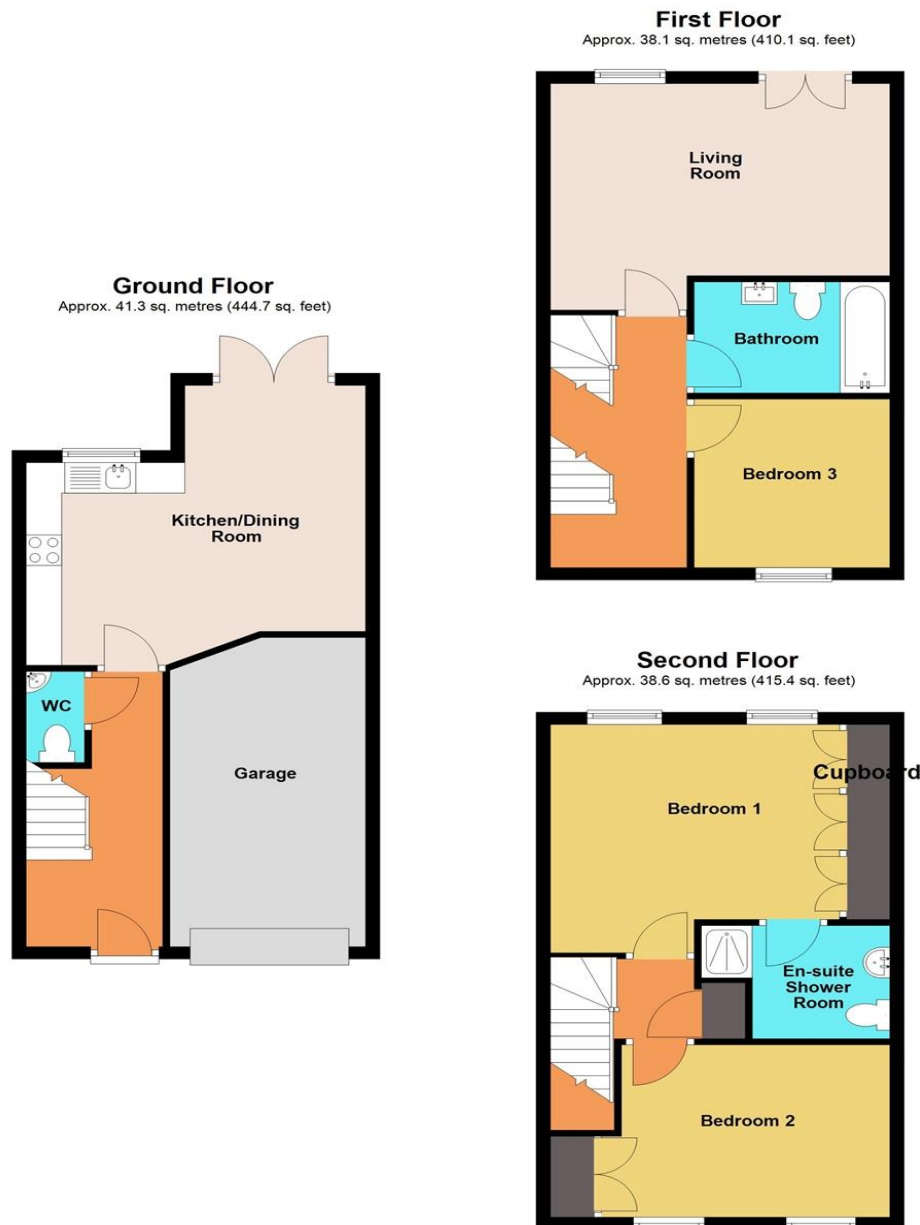 First Floor
Approx. 38.1 sq. metres (410.1 sq. feet)
Living
Room
Bathroom
Bedroom 3
Ground Floor
Approx. 41.3 sq. metres (444.7 sq. feet)
Kitchen/Dining
Room
WC
Garage
Second Floor
Approx. 38.6 sq. metres (415.4 sq. feet)
Cupboard
Bedroom 1
En-suite
Shower
Room
Bedroom 2